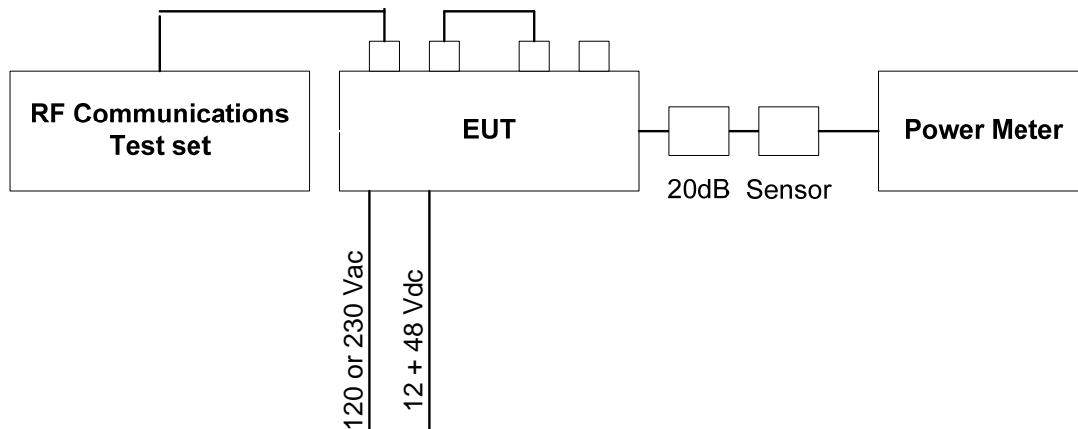 RF Communications
Test set
EUT
Power Meter
20dB
Sensor
120 or 230 Vac
12 + 48 Vdc